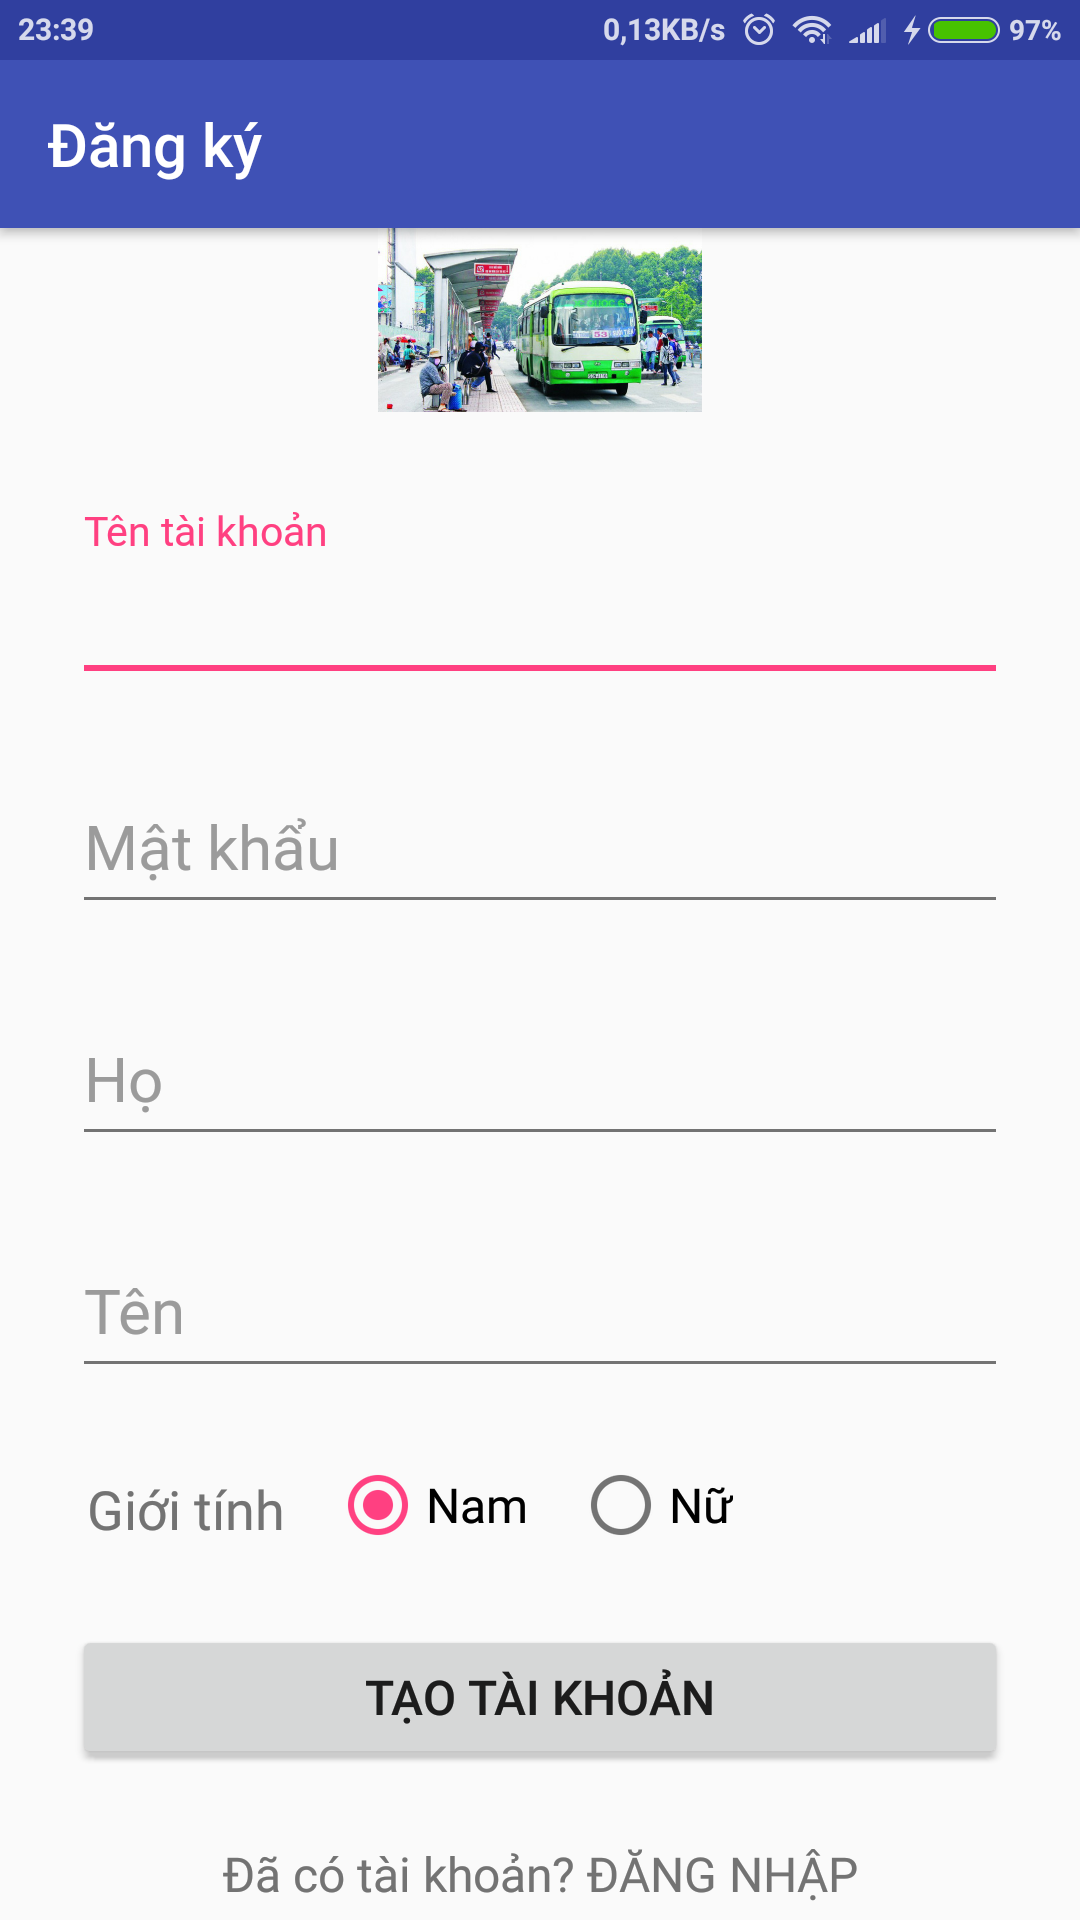 23:39 0,13KB/s 97%
Đăng ký
53
Tên tài khoản
Mật khẩu
Họ
Tên
Giới tính Nam Nữ
TẠO TÀI KHOẢN
Đã có tài khoản? ĐĂNG NHẬP